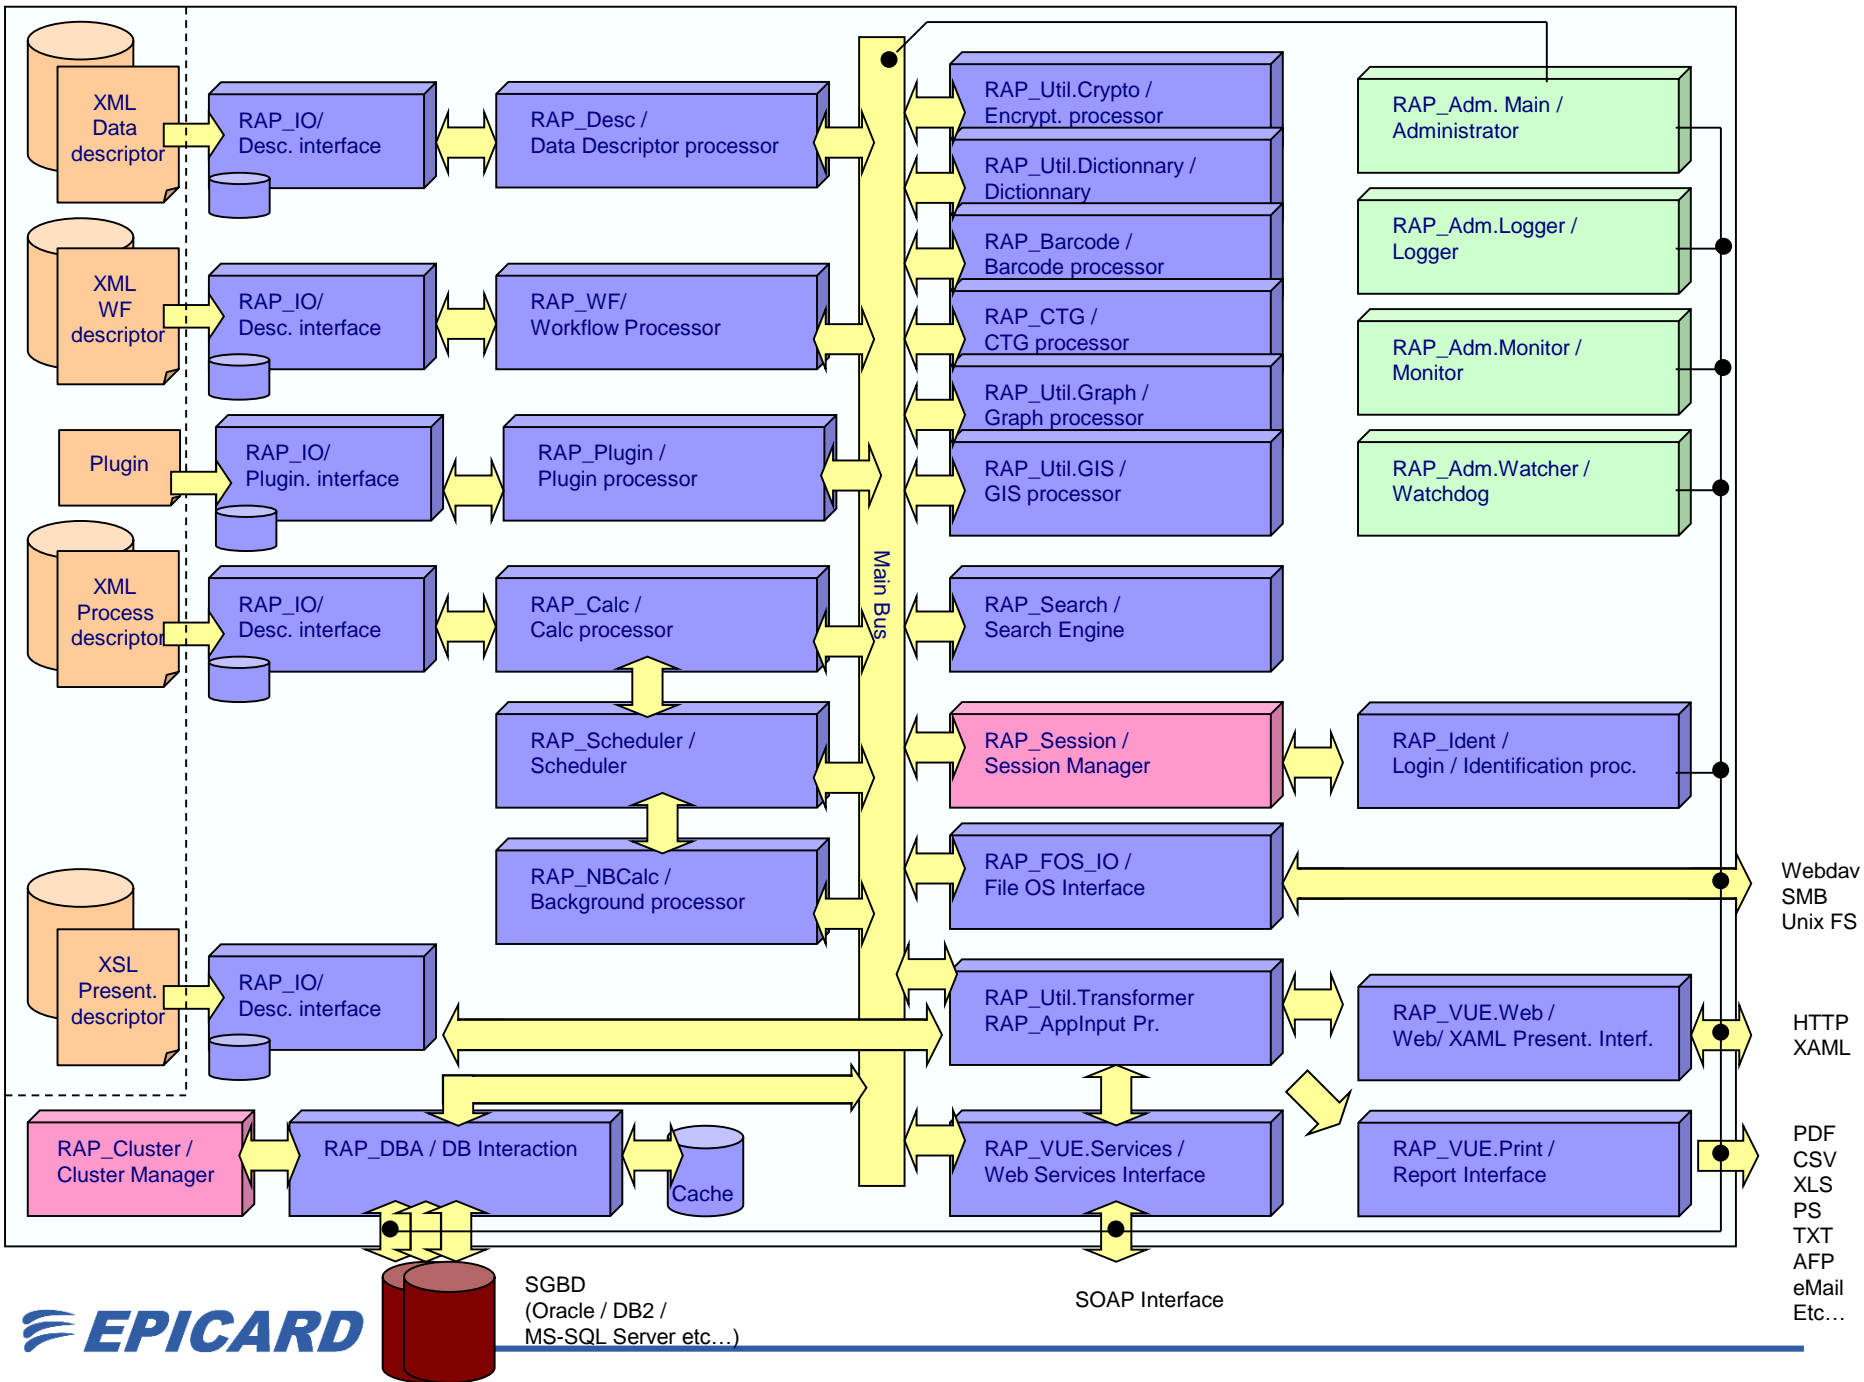 XML
Data
descriptor
RAP_IO/
Desc. interface
RAP_Desc /
Data Descriptor processor
XML
WF
descriptor
RAP_IO/
Desc. interface
RAP_WF/
Workflow Processor
Plugin
RAP_IO/
Plugin. interface
RAP_Plugin /
Plugin processor
XML
Process
descriptor
RAP_IO/
Desc. interface
RAP_Calc /
Calc processor
RAP_Scheduler /
Scheduler
RAP_NBCalc /
Background processor
XSL
Present.
descriptor
RAP_IO/
Desc. interface
RAP_Cluster /
Cluster Manager
RAP_DBA / DB Interaction
Cache
Main Bus
RAP_Util.Crypto /
Encrypt. processor
RAP_Util.Dictionnary /
Dictionnary
RAP_Barcode /
Barcode processor
RAP_CTG /
CTG processor
RAP_Util.Graph /
Graph processor
RAP_Util.GIS /
GIS processor
RAP_Search /
Search Engine
RAP_Session /
Session Manager
RAP_FOS_IO /
File OS Interface
RAP_Util.Transformer
RAP_AppInput Pr.
RAP_VUE.Services /
Web Services Interface
RAP_Adm. Main /
Administrator
RAP_Adm.Logger /
Logger
RAP_Adm.Monitor /
Monitor
RAP_Adm.Watcher /
Watchdog
RAP_Ident /
Login / Identification proc.
RAP_VUE.Web /
Web/ XAML Present. Interf.
RAP_VUE.Print /
Report Interface
Webdav
SMB
Unix FS
HTTP
XAML
PDF
CSV
XLS
PS
TXT
AFP
eMail
Etc…
SGBD
(Oracle / DB2 /
MS-SQL Server etc…)
SOAP Interface
EPICARD